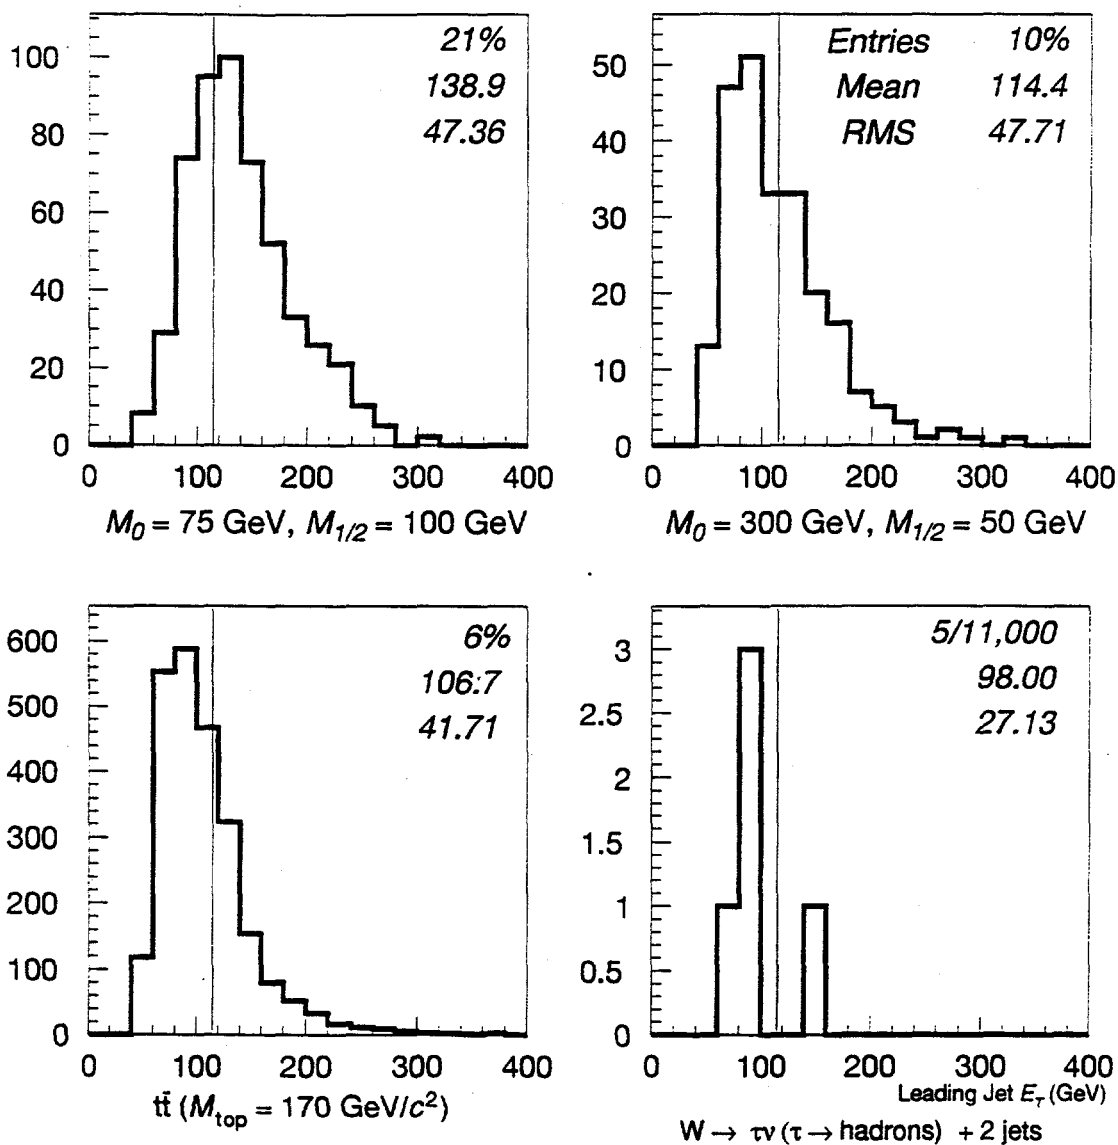 100
80
60
40
20
0
21%
138.9
47.36
0 100 200 300 400
M0 = 75 GeV, M1/2 = 100 GeV
50
40
30
20
10
0
Entries 10%
Mean 114.4
RMS 47.71
0 100 200 300 400
M0 = 300 GeV, M1/2 = 50 GeV
600
500
400
300
200
100
0
6%
106.7
41.71
0 100 200 300 400
tt̄ (Mtop = 170 GeV/c²)
3
2.5
2
1.5
1
0.5
0
5/11,000
98.00
27.13
0 100 200 300 400
Leading Jet ET (GeV)
W → τν (τ → hadrons) + 2 jets